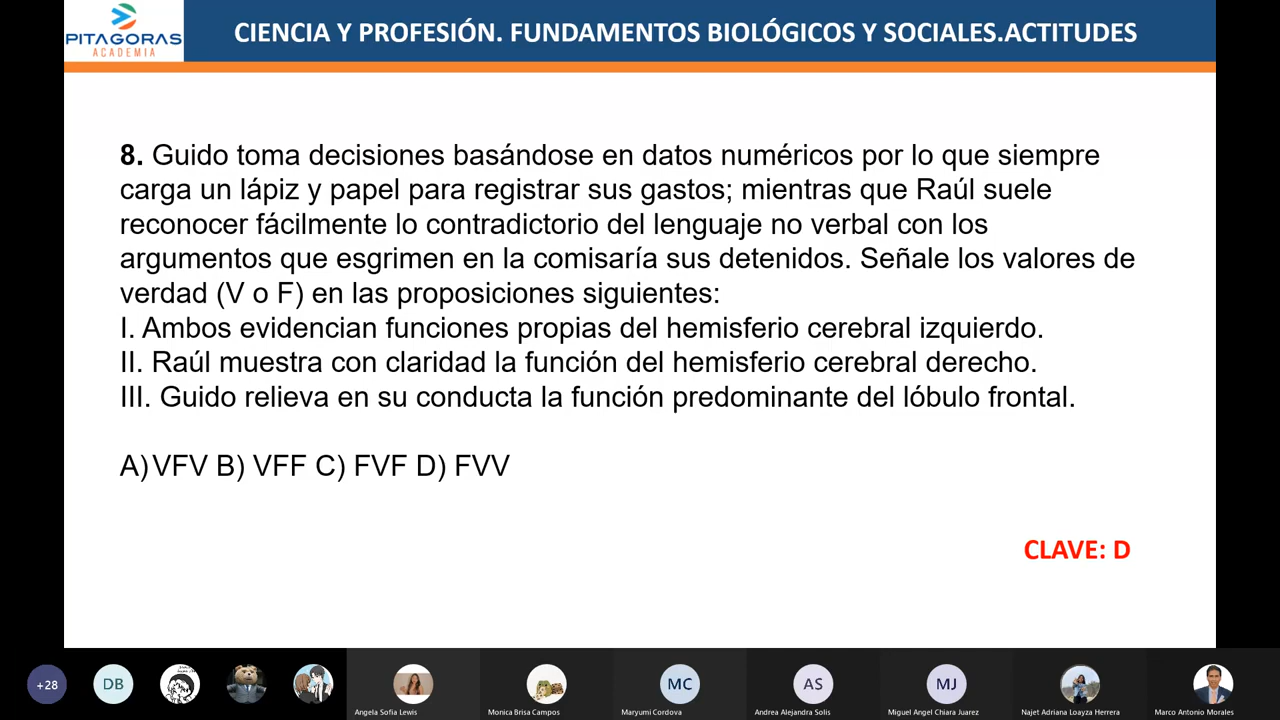 PITAGORAS
ACADEMIA
CIENCIA Y PROFESIÓN. FUNDAMENTOS BIOLÓGICOS Y SOCIALES.ACTITUDES
8. Guido toma decisiones basándose en datos numéricos por lo que siempre
carga un lápiz y papel para registrar sus gastos; mientras que Raúl suele
reconocer fácilmente lo contradictorio del lenguaje no verbal con los
argumentos que esgrimen en la comisaría sus detenidos. Señale los valores de
verdad (V o F) en las proposiciones siguientes:
I. Ambos evidencian funciones propias del hemisferio cerebral izquierdo.
II. Raúl muestra con claridad la función del hemisferio cerebral derecho.
III. Guido relieva en su conducta la función predominante del lóbulo frontal.
A) VFV B) VFF C) FVF D) FVV
CLAVE: D
+28
DB
MC
AS
MJ
Angela Sofia Lewis
Monica Brisa Campos
Maryumi Cordova
Andrea Alejandra Solis
Miguel Angel Chiara Juarez
Najet Adriana Loayza Herrera
Marco Antonio Morales